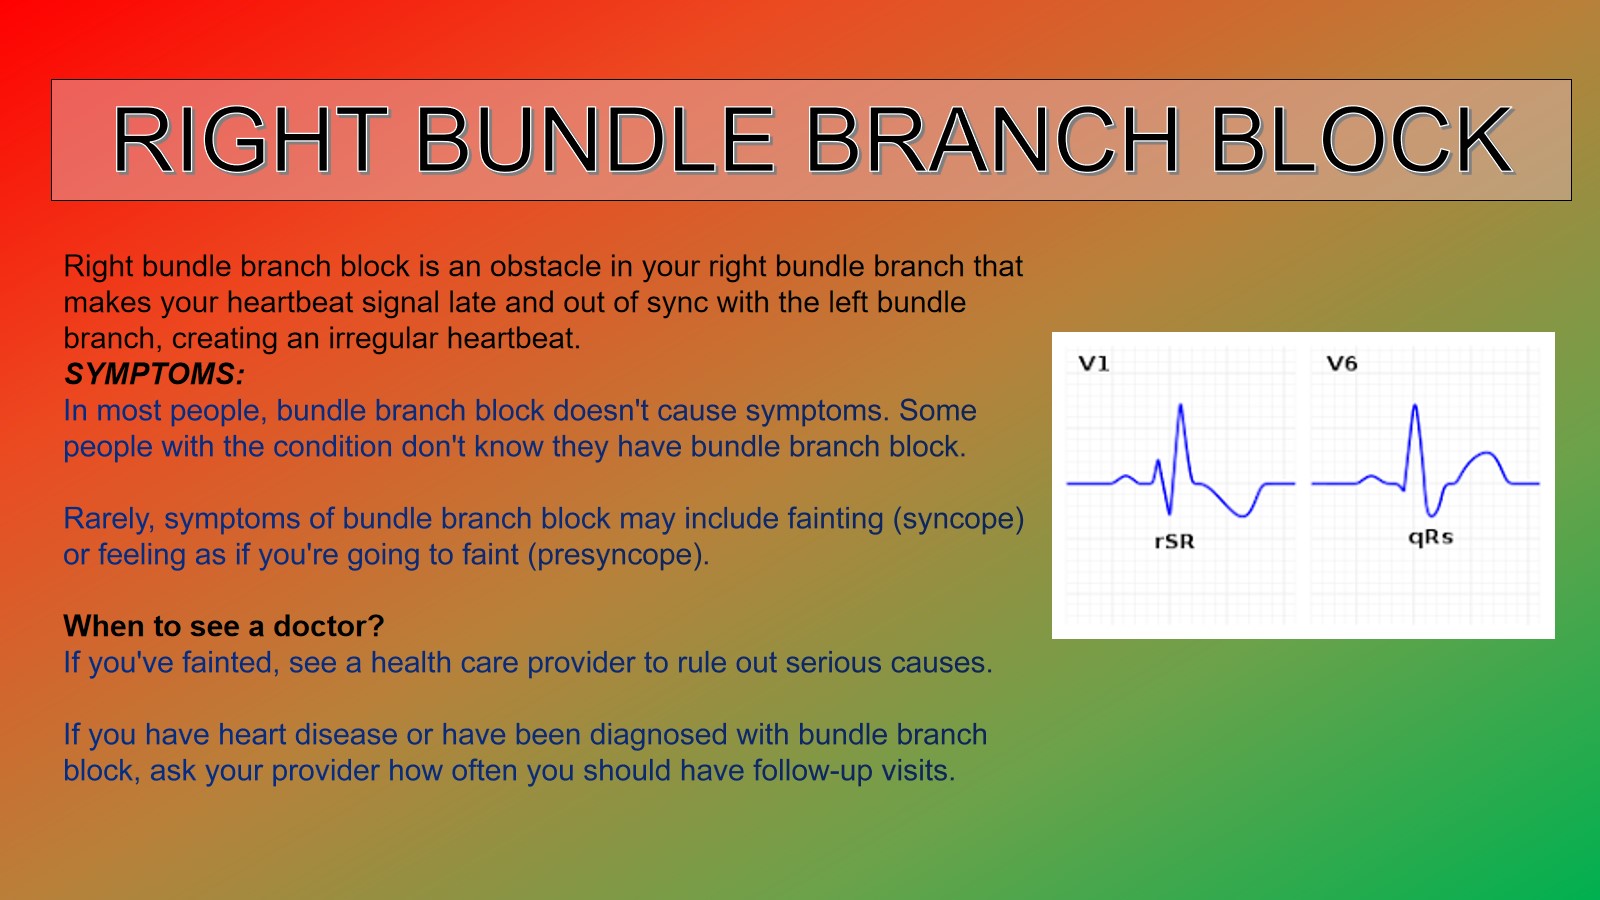 RIGHT BUNDLE BRANCH BLOCK
Right bundle branch block is an obstacle in your right bundle branch that
makes your heartbeat signal late and out of sync with the left bundle
branch, creating an irregular heartbeat.
SYMPTOMS:
In most people, bundle branch block doesn't cause symptoms. Some
people with the condition don't know they have bundle branch block.
Rarely, symptoms of bundle branch block may include fainting (syncope)
or feeling as if you're going to faint (presyncope).
When to see a doctor?
If you've fainted, see a health care provider to rule out serious causes.
If you have heart disease or have been diagnosed with bundle branch
block, ask your provider how often you should have follow-up visits.
V1
V6
rSR
qRs